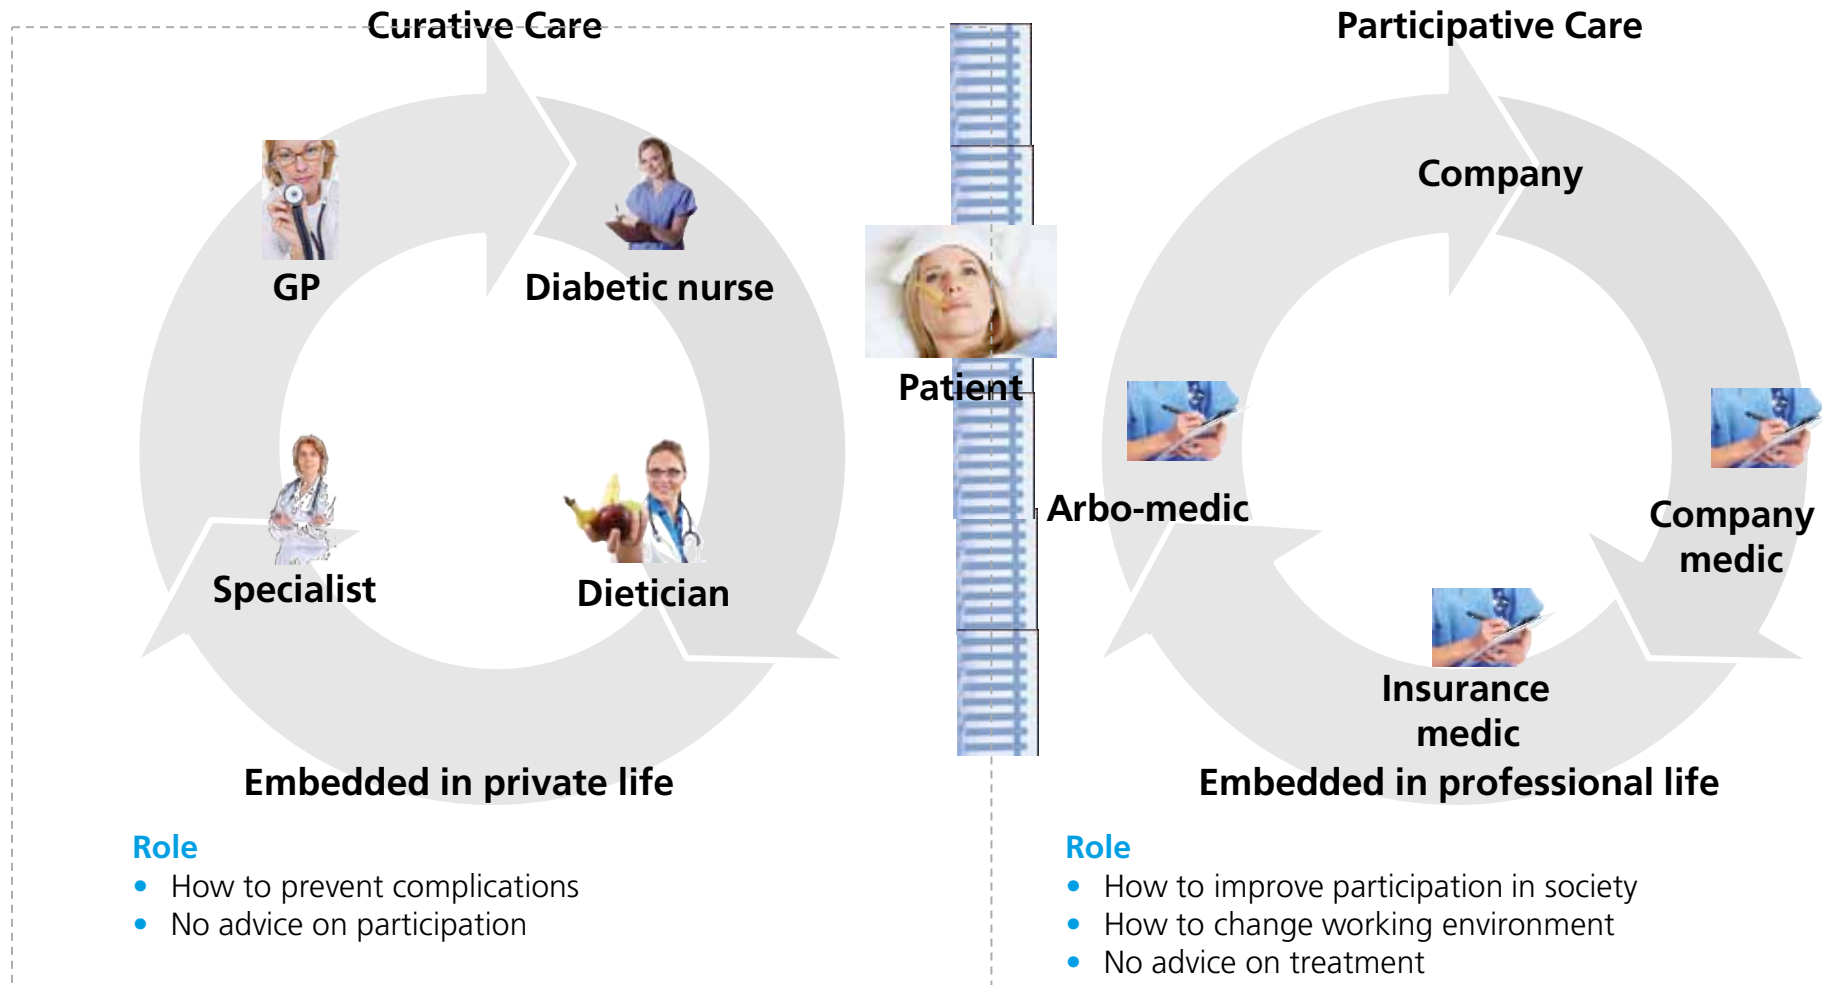 Curative Care
GP
Diabetic nurse
Specialist
Dietician
Embedded in private life
Role
• How to prevent complications
• No advice on participation
Patient
Participative Care
Company
Arbo-medic
Company
medic
Insurance
medic
Embedded in professional life
Role
• How to improve participation in society
• How to change working environment
• No advice on treatment